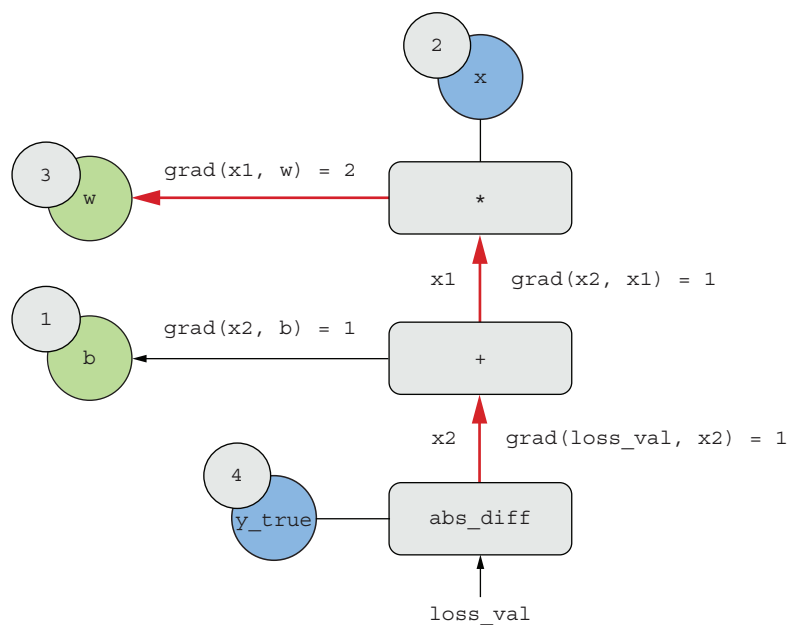 2
x
3
grad(x1, w) = 2
w
*
x1 grad(x2, x1) = 1
1
grad(x2, b) = 1
b
+
x2 grad(loss_val, x2) = 1
4
y_true
abs_diff
loss_val